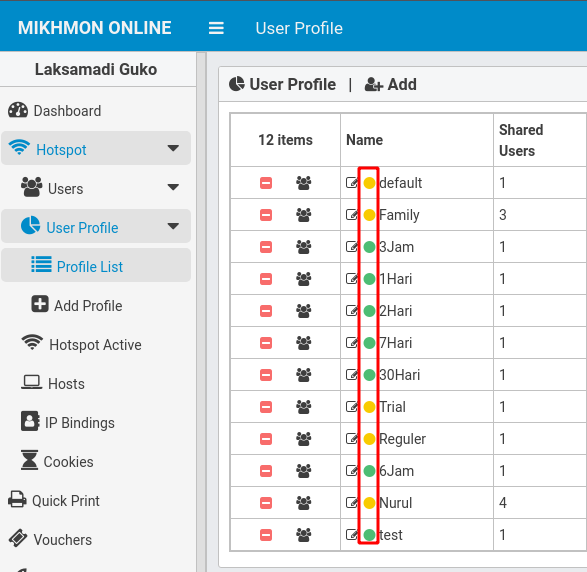 MIKHMON ONLINE User Profile
Laksamadi Guko
Dashboard
Hotspot
Users
User Profile
Profile List
Add Profile
Hotspot Active
Hosts
IP Bindings
Cookies
Quick Print
Vouchers
User Profile | Add
12 items Name Shared Users
default 1
Family 3
3Jam 1
1Hari 1
2Hari 1
7Hari 1
30Hari 1
Trial 1
Reguler 1
6Jam 1
Nurul 4
test 1